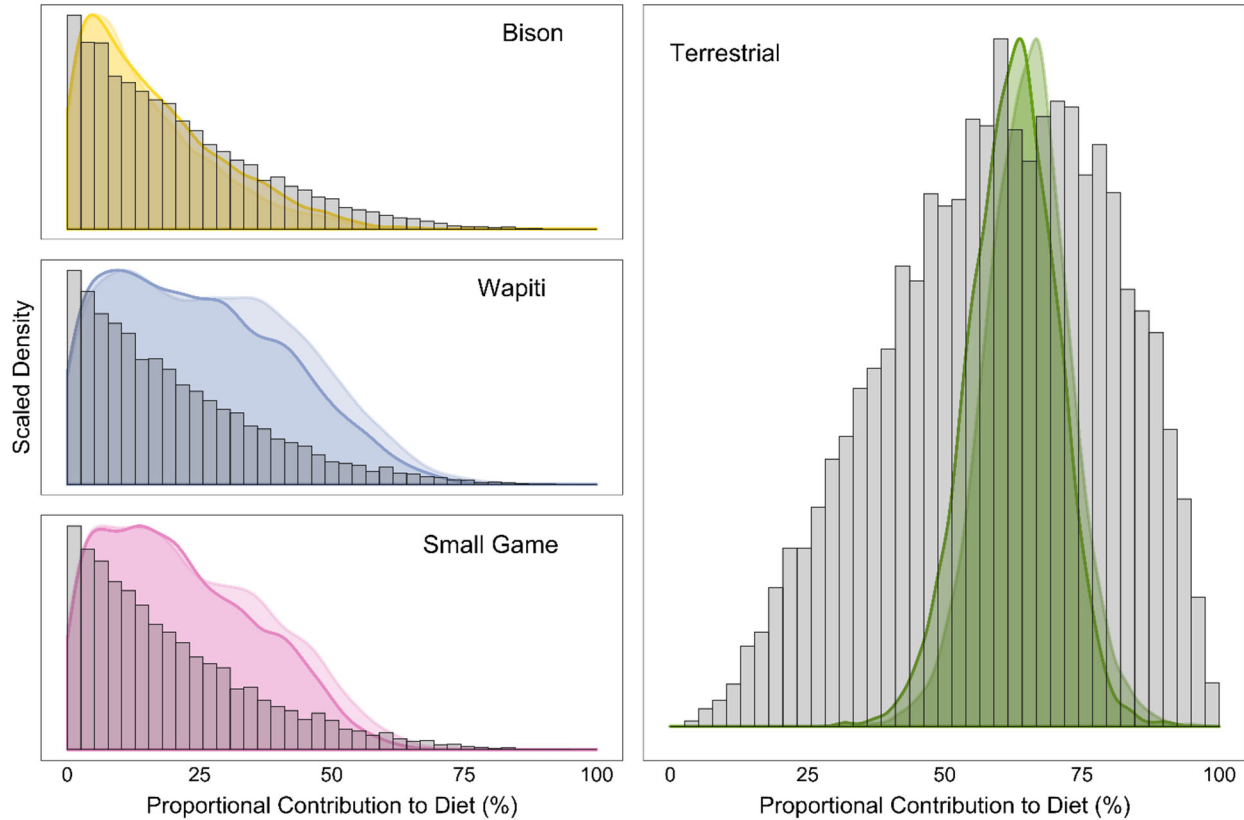 Bison
Wapiti
Small Game
Terrestrial
Scaled Density
0 25 50 75 100
Proportional Contribution to Diet (%)
0 25 50 75 100
Proportional Contribution to Diet (%)